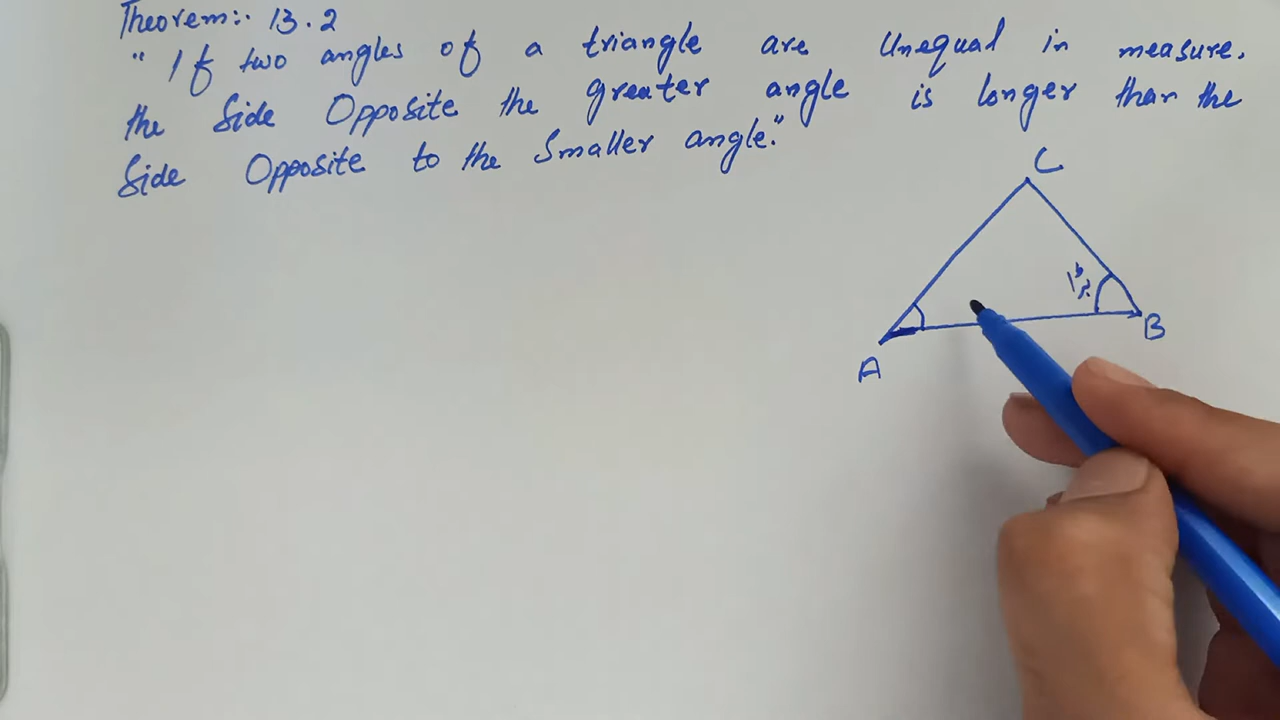 Theorem:. 13.2
"If two angles of a triangle are Unequal in measure.
the Side Opposite the greater angle is longer than the
Side Opposite to the Smaller angle."
C
B
A